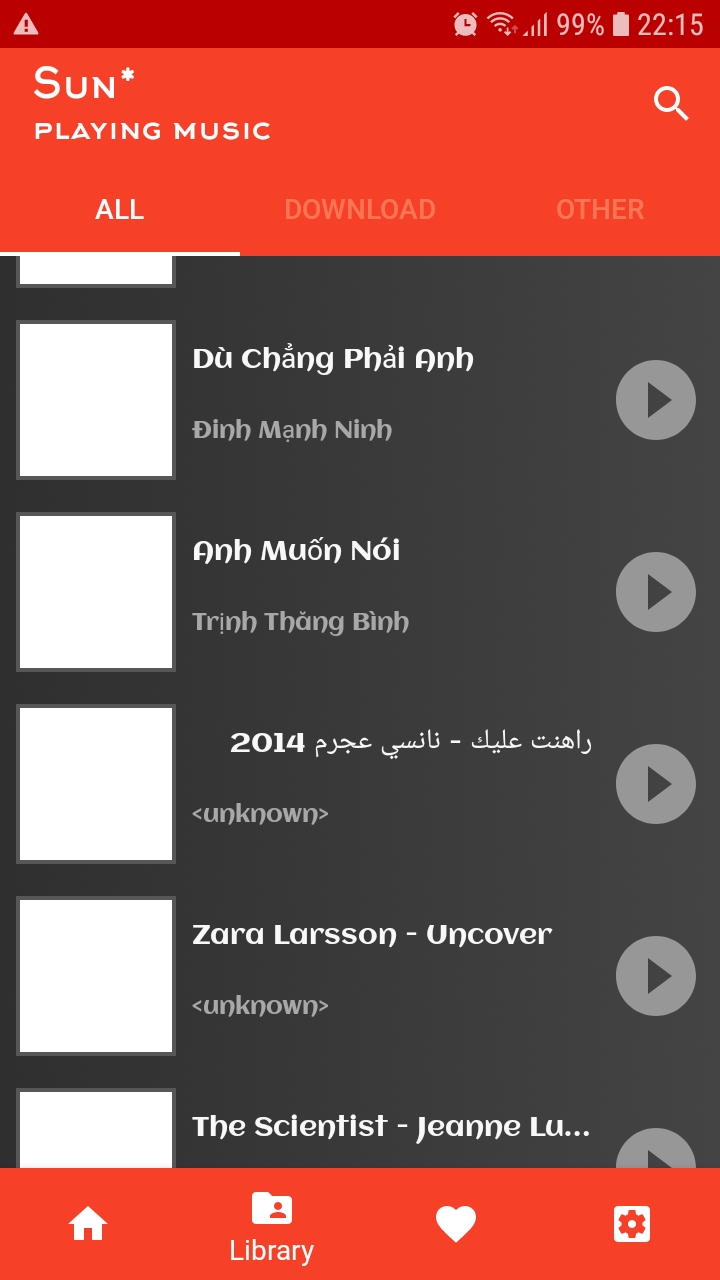 99% 22:15
Sun*
PLAYING MUSIC
ALL DOWNLOAD OTHER
Dù Chẳng Phải Anh
Đinh Mạnh Ninh
Anh Muốn Nói
Trịnh Thăng Bình
راهنت عليك - نانسي عجرم 2014
<unknown>
Zara Larsson - Uncover
<unknown>
The Scientist - Jeanne Lu...
Library